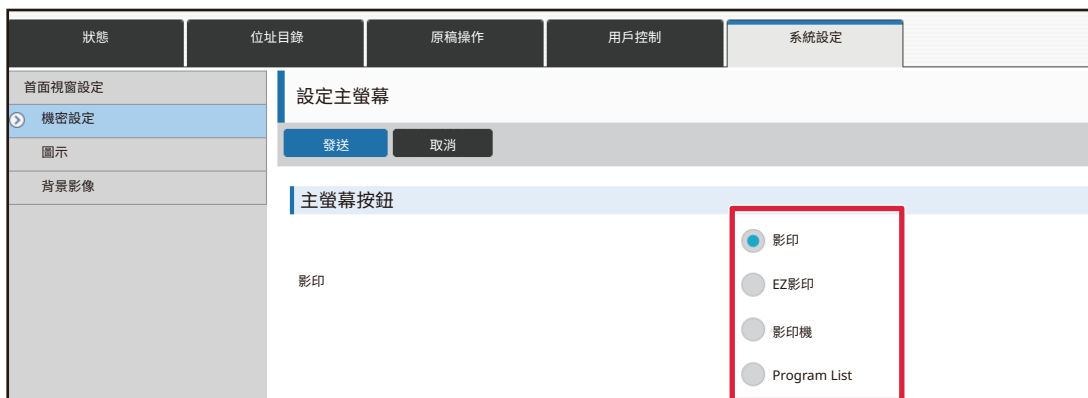 狀態 位址目錄 原稿操作 用戶控制 系統設定
首面視窗設定
機密設定
圖示
背景影像
設定主螢幕
發送 取消
主螢幕按鈕
影印
影印
EZ影印
影印機
Program List